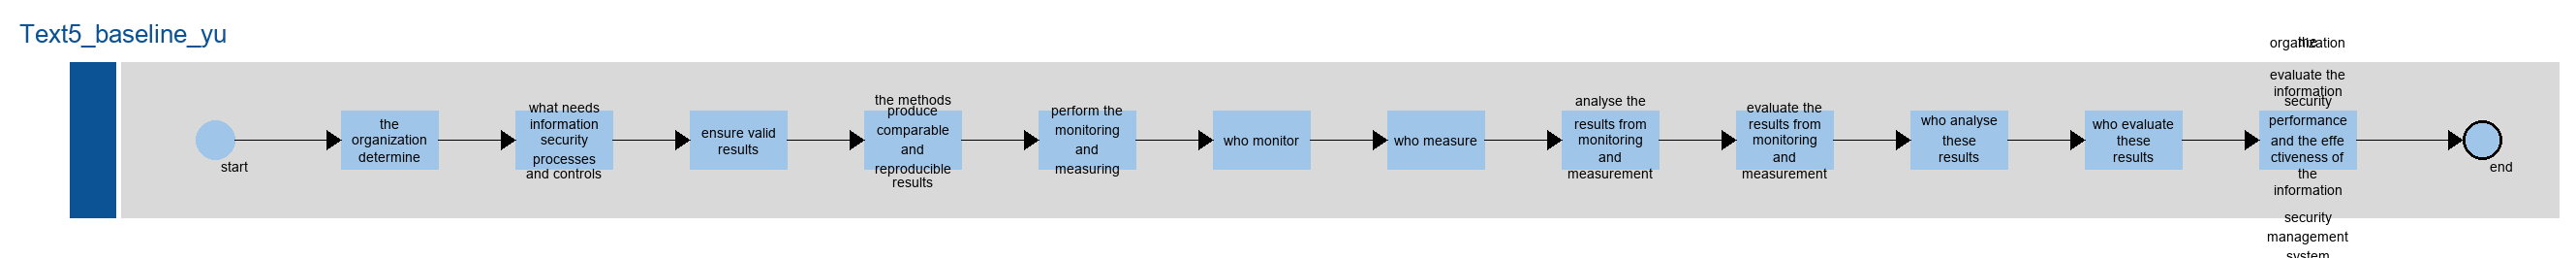 Text5_baseline_yu
start
the
organization
determine
what needs
information
security
processes
and controls
ensure valid
results
the methods
produce
comparable
and
reproducible
results
perform the
monitoring
and
measuring
who monitor
who measure
analyse the
results from
monitoring
and
measurement
evaluate the
results from
monitoring
and
measurement
who analyse
these
results
who evaluate
these
results
the
organization
evaluate the
information
security
performance
and the effe
ctiveness of
the
information
security
management
system
end